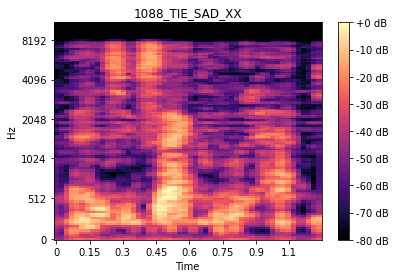 1088_TIE_SAD_XX
+0 dB
8192
-10 dB
4096
-20 dB
-30 dB
2048
Hz
-40 dB
1024
-50 dB
-60 dB
512
-70 dB
0
-80 dB
0 0.15 0.3 0.45 0.6 0.75 0.9 1.1
Time